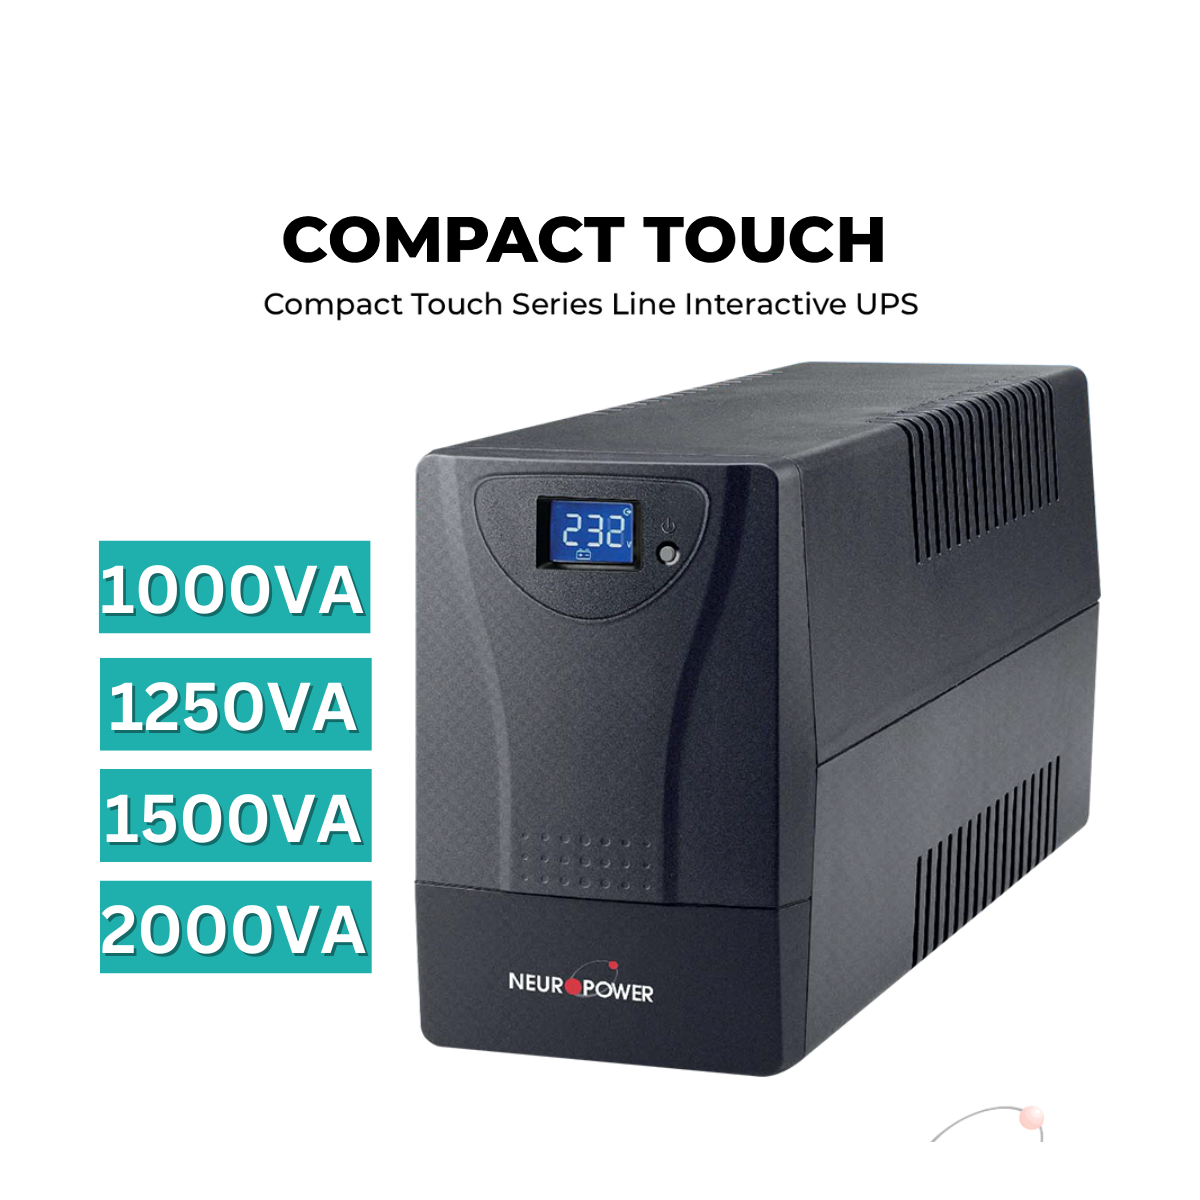 COMPACT TOUCH
Compact Touch Series Line Interactive UPS
232
V
1000VA
1250VA
1500VA
2000VA
NEUROPOWER